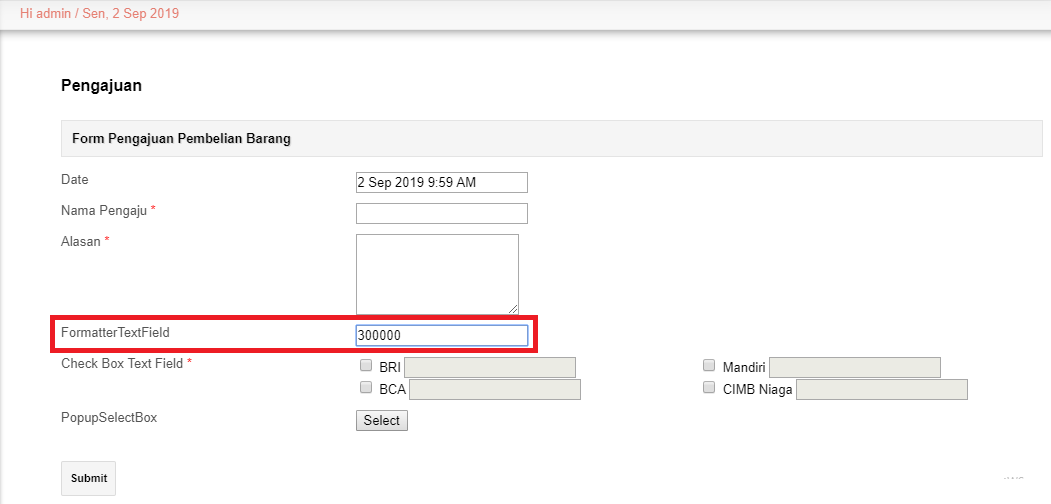 Hi admin / Sen, 2 Sep 2019
Pengajuan
Form Pengajuan Pembelian Barang
Date 2 Sep 2019 9:59 AM
Nama Pengaju *
Alasan *
FormatterTextField 300000
Check Box Text Field * BRI Mandiri
BCA CIMB Niaga
PopupSelectBox Select
Submit